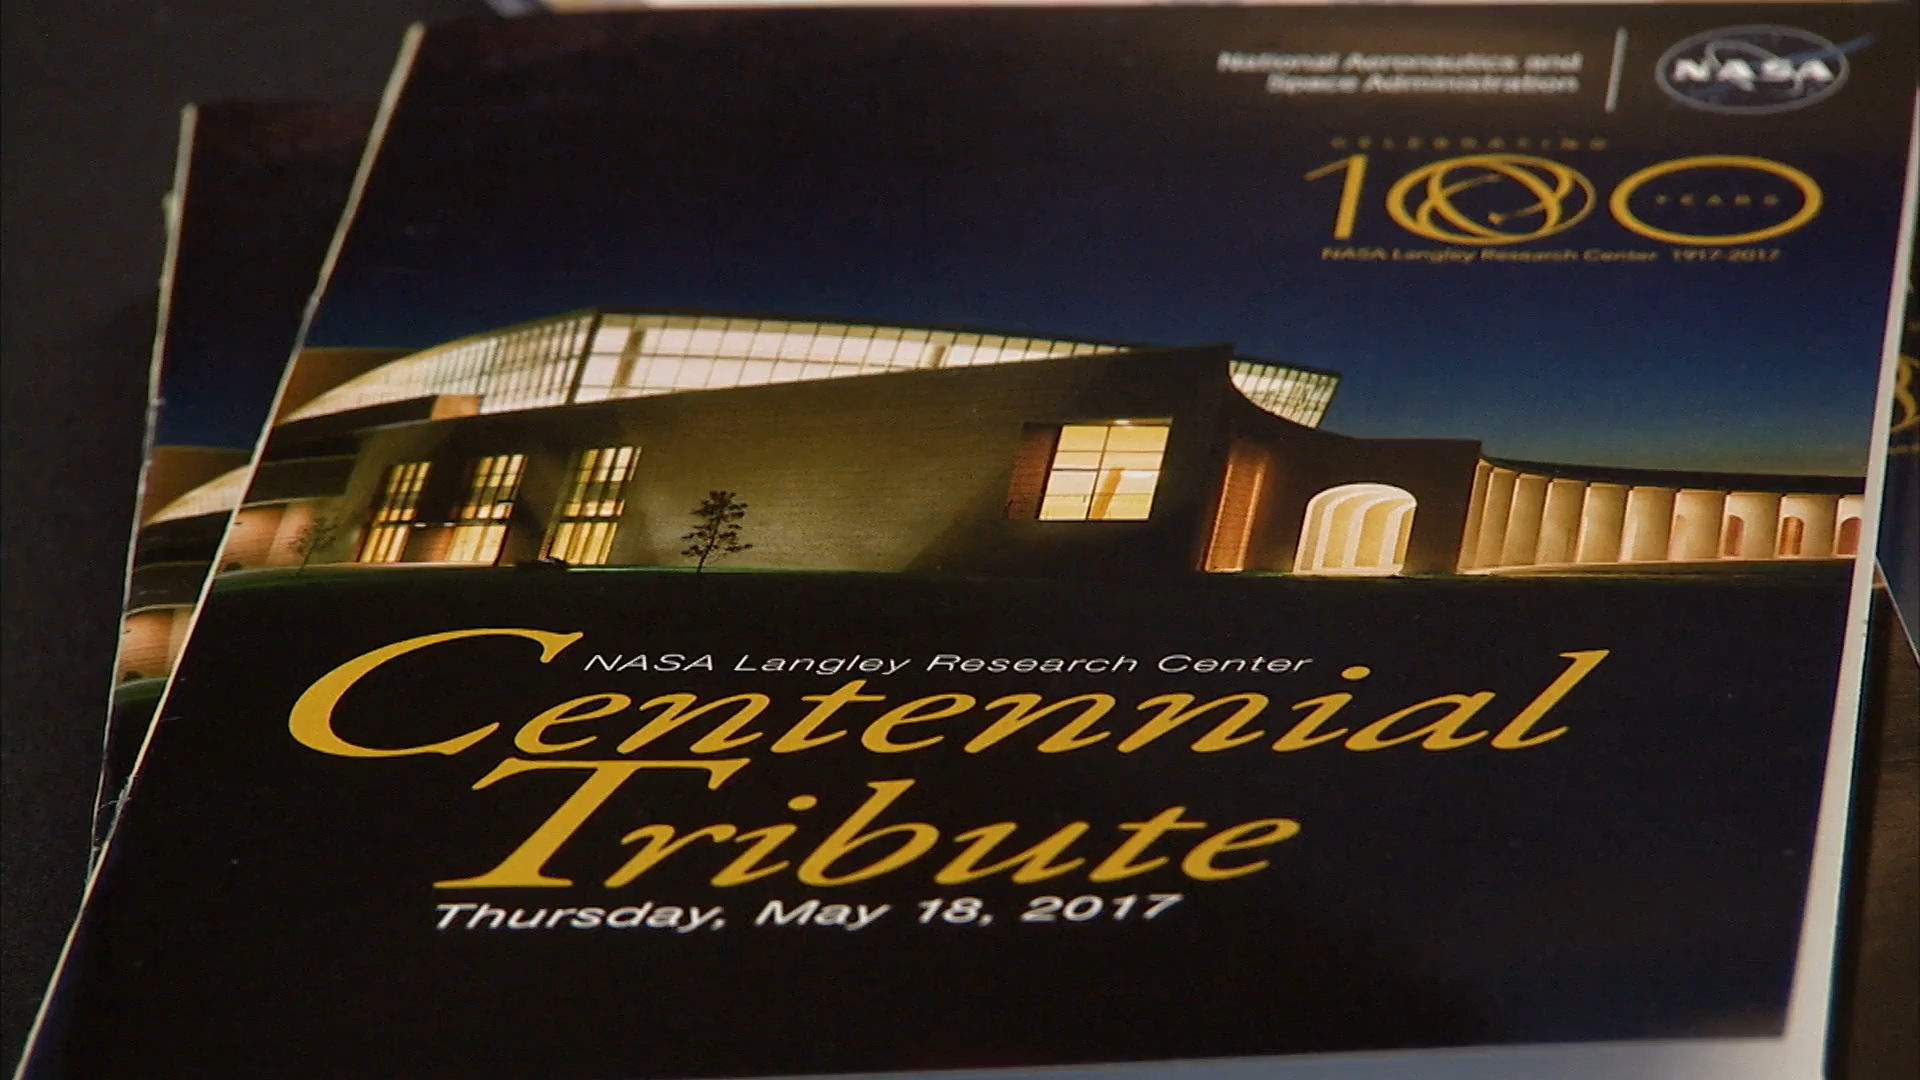 National Aeronautics and
Space Administration
NASA
CELEBRATING
100
YEARS
NASA Langley Research Center 1917-2017
NASA Langley Research Center
Centennial
Tribute
Thursday, May 18, 2017